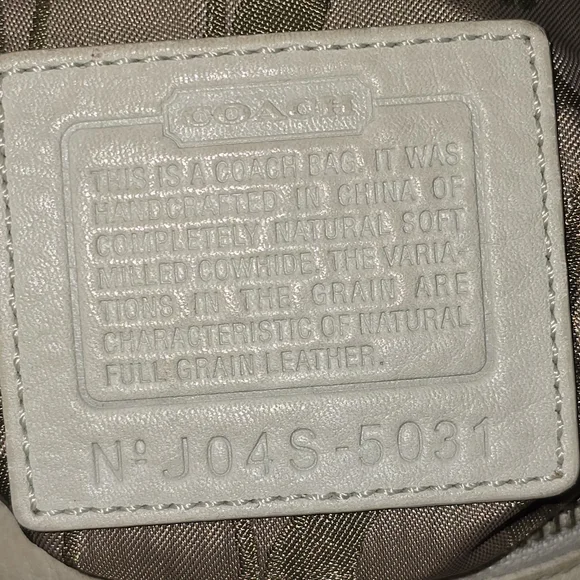 COACH
THIS IS A COACH BAG. IT WAS
HANDCRAFTED IN CHINA OF
COMPLETELY NATURAL SOFT
MILLED COWHIDE. THE VARIA-
TIONS IN THE GRAIN ARE
CHARACTERISTIC OF NATURAL
FULL GRAIN LEATHER.
Nº J04S-5031